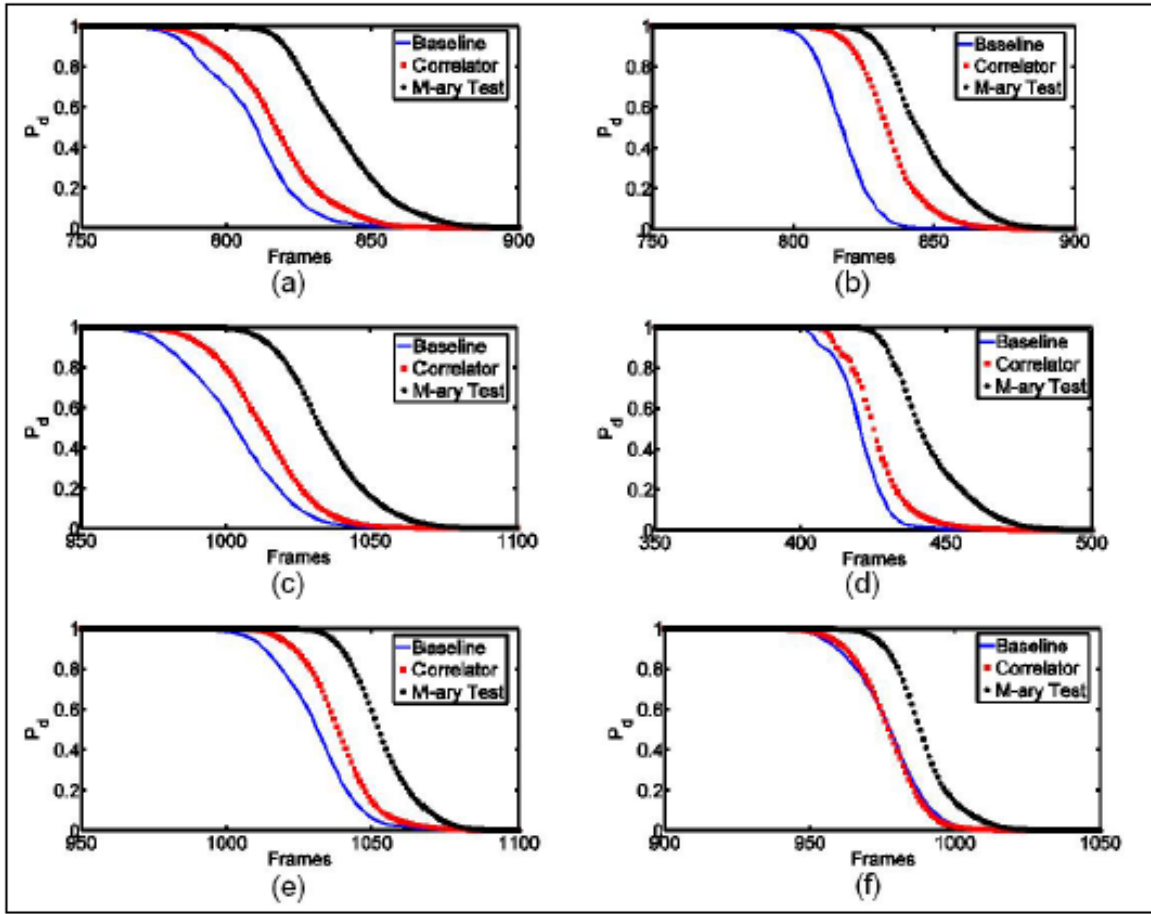 1
0.8
0.6
0.4
0.2
0
P_d
Baseline
Correlator
M-ary Test
750 800 850 900
Frames
(a)
1
0.8
0.6
0.4
0.2
0
P_d
Baseline
Correlator
M-ary Test
750 800 850 900
Frames
(b)
1
0.8
0.6
0.4
0.2
0
P_d
Baseline
Correlator
M-ary Test
950 1000 1050 1100
Frames
(c)
1
0.8
0.6
0.4
0.2
0
P_d
Baseline
Correlator
M-ary Test
350 400 450 500
Frames
(d)
1
0.8
0.6
0.4
0.2
0
P_d
Baseline
Correlator
M-ary Test
950 1000 1050 1100
Frames
(e)
1
0.8
0.6
0.4
0.2
0
P_d
Baseline
Correlator
M-ary Test
900 950 1000 1050
Frames
(f)